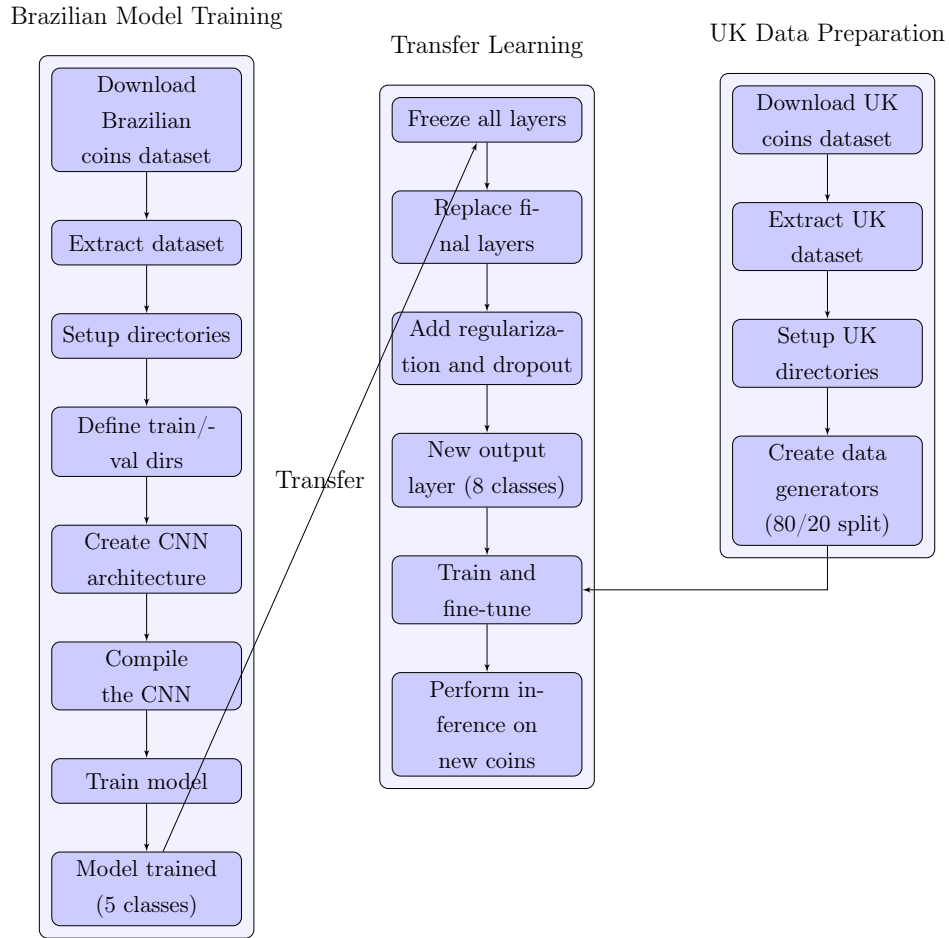 Brazilian Model Training
Download
Brazilian
coins dataset
Extract dataset
Setup directories
Define train/-
val dirs
Create CNN
architecture
Compile
the CNN
Train model
Model trained
(5 classes)
Transfer
Transfer Learning
Freeze all layers
Replace fi-
nal layers
Add regulariza-
tion and dropout
New output
layer (8 classes)
Train and
fine-tune
Perform in-
ference on
new coins
UK Data Preparation
Download UK
coins dataset
Extract UK
dataset
Setup UK
directories
Create data
generators
(80/20 split)